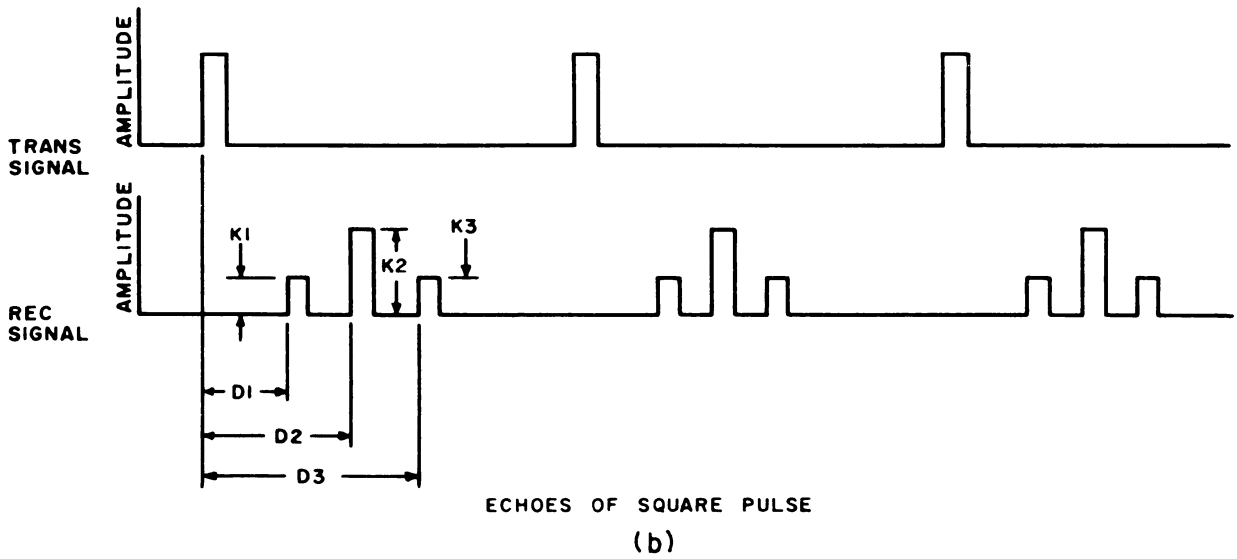 AMPLITUDE
TRANS
SIGNAL
AMPLITUDE
K1
K2
K3
REC
SIGNAL
D1
D2
D3
ECHOES OF SQUARE PULSE
(b)